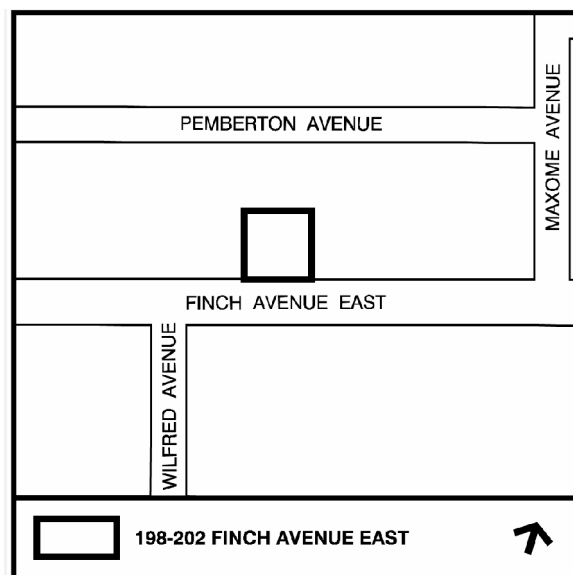 PEMBERTON AVENUE
MAXOME AVENUE
FINCH AVENUE EAST
WILFRED AVENUE
198-202 FINCH AVENUE EAST